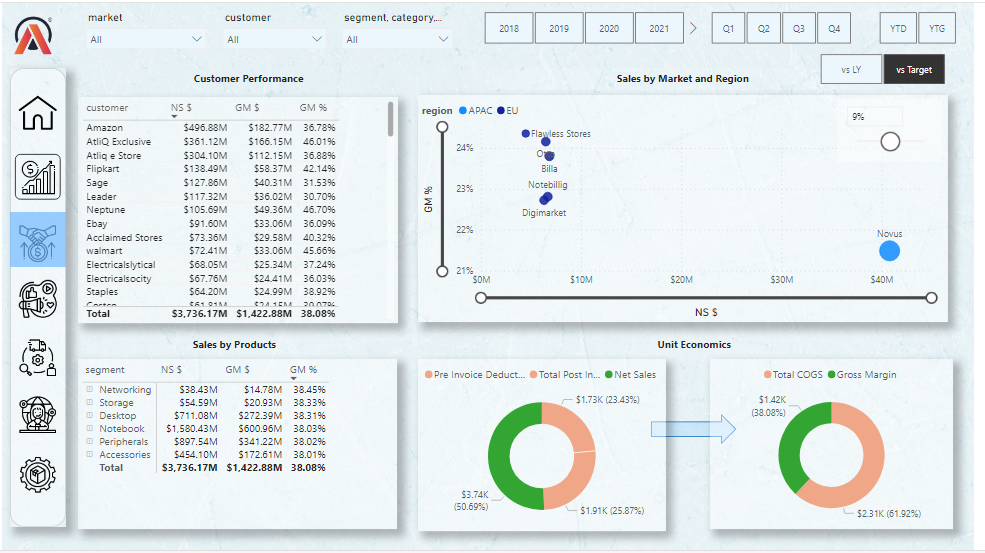 market customer segment, category,...
All All All
2018 2019 2020 2021 Q1 Q2 Q3 Q4 YTD YTG
vs LY vs Target
Customer Performance
customer NS $ GM $ GM %
Amazon $496.88M $182.77M 36.78%
AtliQ Exclusive $361.12M $166.15M 46.01%
Atliq e Store $304.10M $112.15M 36.88%
Flipkart $138.49M $58.37M 42.14%
Sage $127.86M $40.31M 31.53%
Leader $117.32M $36.02M 30.70%
Neptune $105.69M $49.36M 46.70%
Ebay $91.60M $33.06M 36.09%
Acclaimed Stores $73.36M $29.58M 40.32%
walmart $72.41M $33.06M 45.66%
Electricalslytical $68.05M $25.34M 37.24%
Electricalsocity $67.76M $24.41M 36.03%
Staples $64.20M $24.99M 38.92%
Costco $61.81M $24.15M 39.07%
Total $3,736.17M $1,422.88M 38.08%
Sales by Market and Region
region APAC EU
9%
GM %
24%
23%
22%
21%
Flawless Stores
Billa
Notebillig
Digimarket
Novus
$0M $10M $20M $30M $40M
NS $
Sales by Products
segment NS $ GM $ GM %
Networking $38.43M $14.78M 38.45%
Storage $54.59M $20.93M 38.33%
Desktop $711.08M $272.39M 38.31%
Notebook $1,580.43M $600.96M 38.03%
Peripherals $897.54M $341.22M 38.02%
Accessories $454.10M $172.61M 38.01%
Total $3,736.17M $1,422.88M 38.08%
Unit Economics
Pre Invoice Deduct... Total Post In... Net Sales
$1.73K (23.43%)
$3.74K
(50.69%)
$1.91K (25.87%)
Total COGS Gross Margin
$1.42K
(38.08%)
$2.31K (61.92%)